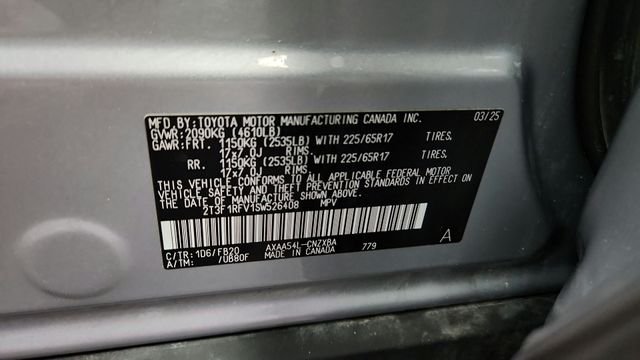 MFD.BY:TOYOTA MOTOR MANUFACTURING CANADA INC. 03/25
GVWR:2090KG (4610LB)
GAWR:FRT. 1150KG (2535LB) WITH 225/65R17 TIRES.
17×7.0J RIMS.
RR. 1150KG (2535LB) WITH 225/65R17 TIRES.
17×7.0J RIMS.
THIS VEHICLE CONFORMS TO ALL APPLICABLE FEDERAL MOTOR
VEHICLE SAFETY AND THEFT PREVENTION STANDARDS IN EFFECT
ON THE DATE OF MANUFACTURE SHOWN ABOVE.
2T3F1RFV1SW526408 MPV
C/TR:1D6/FB20 AXAA54L-CNZXBA 779
A/TM: /UB80F MADE IN CANADA A